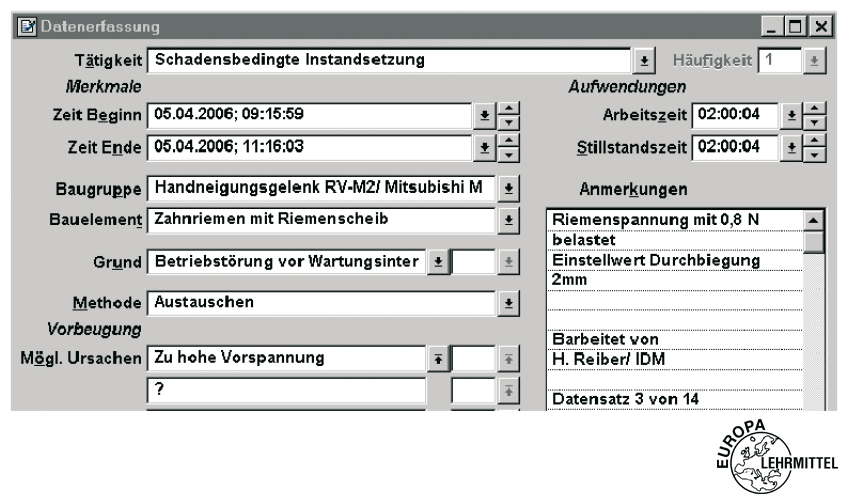 Datenerfassung
Tätigkeit Schadensbedingte Instandsetzung Häufigkeit 1
Merkmale Aufwendungen
Zeit Beginn 05.04.2006; 09:15:59 Arbeitszeit 02:00:04
Zeit Ende 05.04.2006; 11:16:03 Stillstandszeit 02:00:04
Baugruppe Handneigungsgelenk RV-M2/ Mitsubishi M
Bauelement Zahnriemen mit Riemenscheib
Grund Betriebstörung vor Wartungsinter
Methode Austauschen
Vorbeugung
Mögl. Ursachen Zu hohe Vorspannung
?
Anmerkungen
Riemenspannung mit 0,8 N
belastet
Einstellwert Durchbiegung
2mm
Barbeitet von
H. Reiber/ IDM
Datensatz 3 von 14
EUROPA
LEHRMITTEL